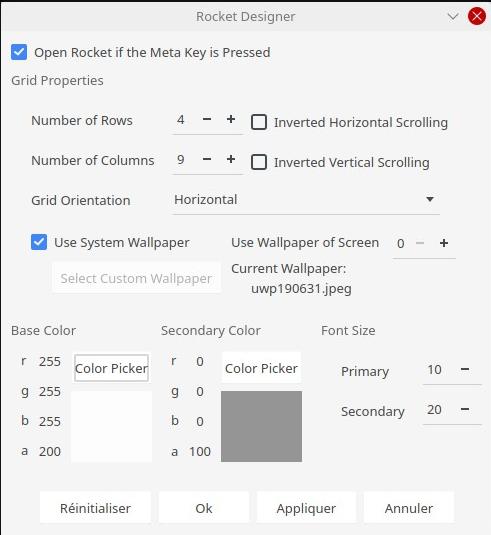 Rocket Designer
Open Rocket if the Meta Key is Pressed
Grid Properties
Number of Rows 4 − + Inverted Horizontal Scrolling
Number of Columns 9 − + Inverted Vertical Scrolling
Grid Orientation Horizontal
Use System Wallpaper Use Wallpaper of Screen 0 − +
Select Custom Wallpaper Current Wallpaper:
uwp190631.jpeg
Base Color Secondary Color Font Size
r 255 Color Picker r 0 Color Picker Primary 10 −
g 255 g 0
b 255 b 0 Secondary 20 −
a 200 a 100
Réinitialiser Ok Appliquer Annuler